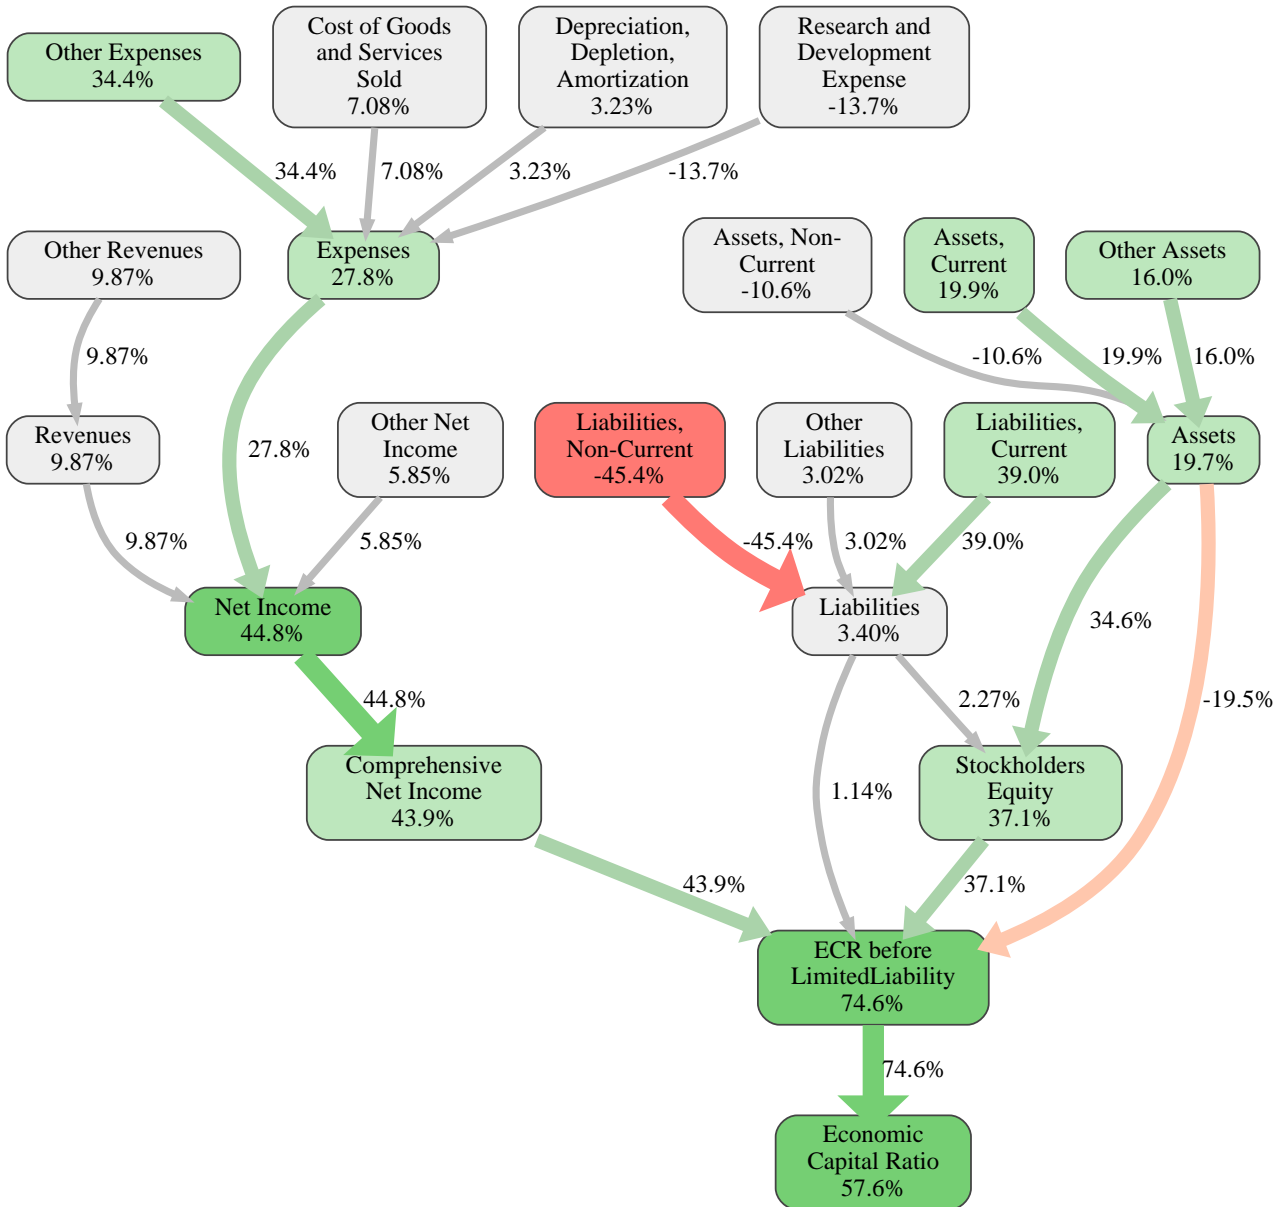 Other Expenses
34.4%
Cost of Goods
and Services
Sold
7.08%
Depreciation,
Depletion,
Amortization
3.23%
Research and
Development
Expense
-13.7%
34.4%
7.08%
3.23%
-13.7%
Other Revenues
9.87%
Expenses
27.8%
Assets, Non-
Current
-10.6%
Assets,
Current
19.9%
Other Assets
16.0%
9.87%
-10.6%
19.9%
16.0%
Revenues
9.87%
27.8%
Other Net
Income
5.85%
Liabilities,
Non-Current
-45.4%
Other
Liabilities
3.02%
Liabilities,
Current
39.0%
Assets
19.7%
9.87%
5.85%
-45.4%
3.02%
39.0%
Net Income
44.8%
Liabilities
3.40%
34.6%
44.8%
2.27%
-19.5%
Comprehensive
Net Income
43.9%
1.14%
Stockholders
Equity
37.1%
43.9%
37.1%
ECR before
LimitedLiability
74.6%
74.6%
Economic
Capital Ratio
57.6%